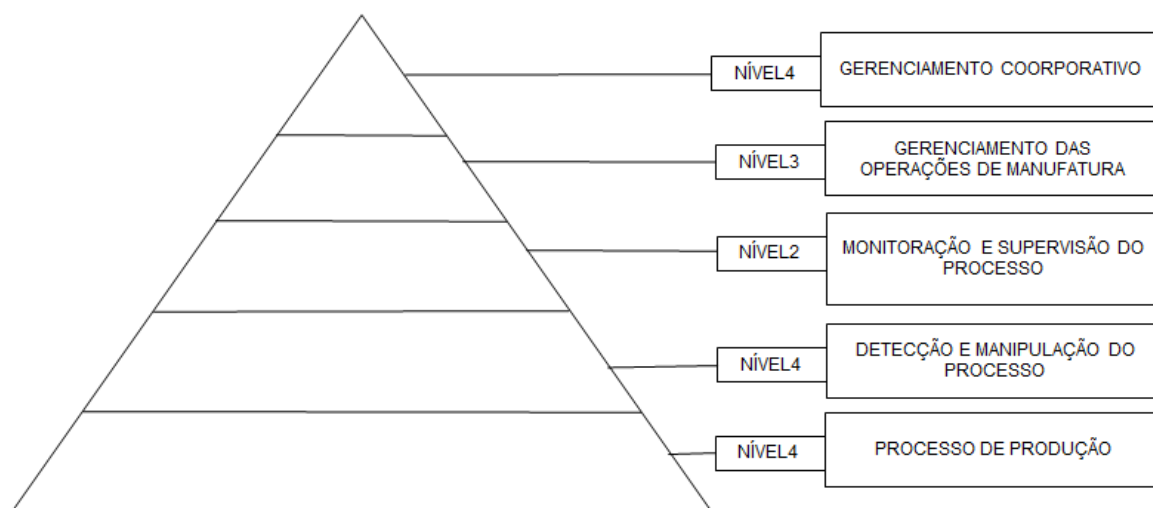 NÍVEL4
GERENCIAMENTO COORPORATIVO
NÍVEL3
GERENCIAMENTO DAS
OPERAÇÕES DE MANUFATURA
NÍVEL2
MONITORAÇÃO E SUPERVISÃO DO
PROCESSO
NÍVEL4
DETECÇÃO E MANIPULAÇÃO DO
PROCESSO
NÍVEL4
PROCESSO DE PRODUÇÃO